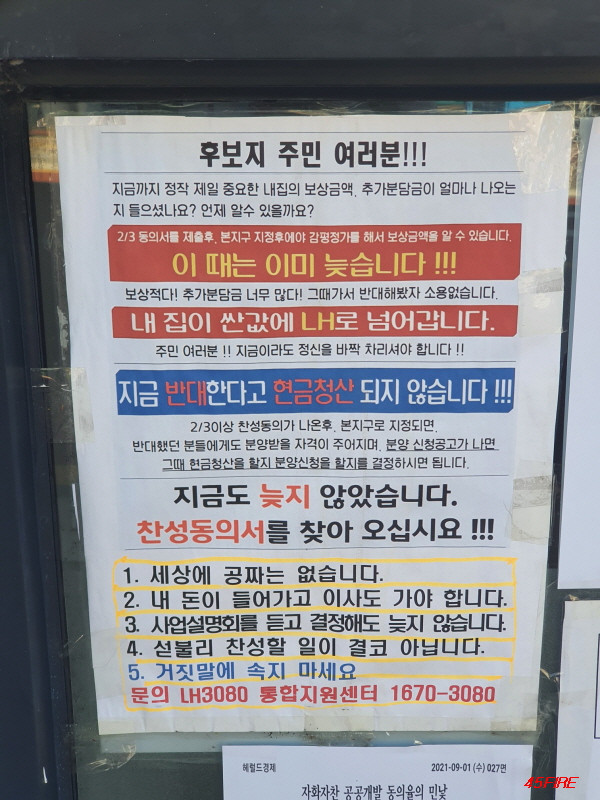 후보지 주민 여러분!!!
지금까지 정작 제일 중요한 내집의 보상금액, 추가분담금이 얼마나 나오는
지 들으셨나요? 언제 알수 있을까요?
2/3 동의서를 제출후, 본지구 지정후에야 감평정가를 해서 보상금액을 알 수 있습니다.
이 때는 이미 늦습니다 !!!
보상적다! 추가분담금 너무 많다! 그때가서 반대해봤자 소용없습니다.
내 집이 싼값에 LH로 넘어갑니다.
주민 여러분 !! 지금이라도 정신을 바짝 차리셔야 합니다 !!
지금 반대한다고 현금청산 되지 않습니다 !!!
2/3이상 찬성동의가 나온후, 본지구로 지정되면,
반대했던 분들에게도 분양받을 자격이 주어지며, 분양 신청공고가 나면
그때 현금청산을 할지 분양신청을 할지를 결정하시면 됩니다.
지금도 늦지 않았습니다.
찬성동의서를 찾아 오십시요 !!!
1. 세상에 공짜는 없습니다.
2. 내 돈이 들어가고 이사도 가야 합니다.
3. 사업설명회를 듣고 결정해도 늦지 않습니다.
4. 섣불리 찬성할 일이 결코 아닙니다.
5. 거짓말에 속지 마세요
문의 LH3080 통합지원센터 1670-3080
헤럴드경제 2021-09-01 (수) 027면
자화자찬 공공개발 동의율의 민낯
45FIRE